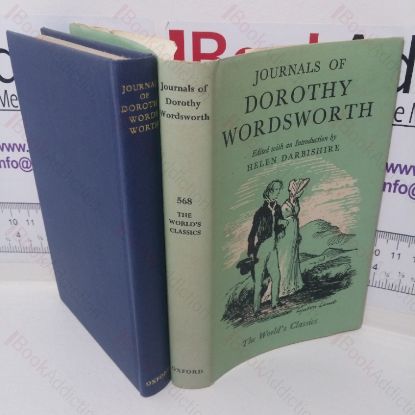 JOURNALS
OF
DOROTHY
WORDS
WORTH
OXFORD
Journals of
Dorothy
Wordsworth
568
THE
WORLD'S
CLASSICS
OXFORD
JOURNALS OF
DOROTHY
WORDSWORTH
Edited with an Introduction by
HELEN DARBISHIRE
The World's Classics